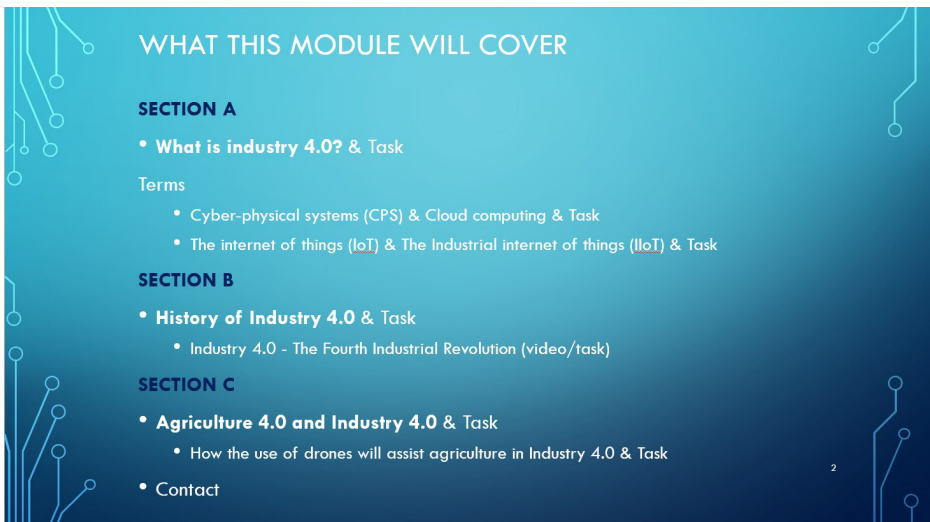 WHAT THIS MODULE WILL COVER
SECTION A
• What is industry 4.0? & Task
Terms
• Cyber-physical systems (CPS) & Cloud computing & Task
• The internet of things (IoT) & The Industrial internet of things (IIoT) & Task
SECTION B
• History of Industry 4.0 & Task
• Industry 4.0 - The Fourth Industrial Revolution (video/task)
SECTION C
• Agriculture 4.0 and Industry 4.0 & Task
• How the use of drones will assist agriculture in Industry 4.0 & Task
2
• Contact